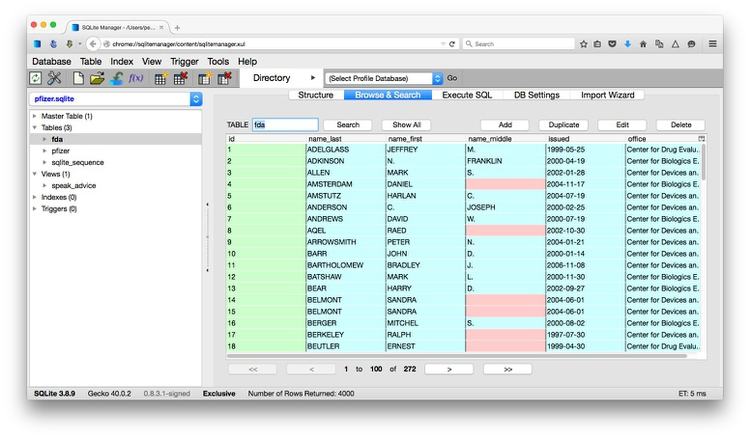 SQLite Manager - /Users/pe...
chrome://sqlitemanager/content/sqlitemanager.xul
Search
Database Table Index View Trigger Tools Help
f(x) Directory (Select Profile Database) Go
pfizer.sqlite
Master Table (1)
Tables (3)
fda
pfizer
sqlite_sequence
Views (1)
speak_advice
Indexes (0)
Triggers (0)
Structure Browse & Search Execute SQL DB Settings Import Wizard
TABLE fda Search Show All Add Duplicate Edit Delete
id name_last name_first name_middle issued office
1 ADELGLASS JEFFREY M. 1999-05-25 Center for Drug Evalu...
2 ADKINSON N. FRANKLIN 2000-04-19 Center for Biologics E...
3 ALLEN MARK S. 2002-01-28 Center for Devices an...
4 AMSTERDAM DANIEL 2004-11-17 Center for Biologics E...
5 AMSTUTZ HARLAN C. 2004-07-19 Center for Devices an...
6 ANDERSON C. JOSEPH 2000-02-25 Center for Devices an...
7 ANDREWS DAVID W. 2000-07-19 Center for Biologics E...
8 AQEL RAED 2002-10-30 Center for Devices an...
9 ARROWSMITH PETER N. 2004-01-21 Center for Devices an...
10 BARR JOHN D. 2000-01-14 Center for Devices an...
11 BARTHOLOMEW BRADLEY J. 2006-11-08 Center for Devices an...
12 BATSHAW MARK L. 2000-11-30 Center for Biologics E...
13 BEAR HARRY D. 2002-09-27 Center for Biologics E...
14 BELMONT SANDRA 2004-06-01 Center for Devices an...
15 BELMONT SANDRA 2004-06-01 Center for Devices an...
16 BERGER MITCHEL S. 2000-08-02 Center for Biologics E...
17 BERKELEY RALPH 1997-07-30 Center for Devices an...
18 BEUTLER ERNEST 1999-04-30 Center for Drug Evalu...
<< < 1 to 100 of 272 > >>
SQLite 3.8.9 Gecko 40.0.2 0.8.3.1-signed Exclusive Number of Rows Returned: 4000 ET: 5 ms